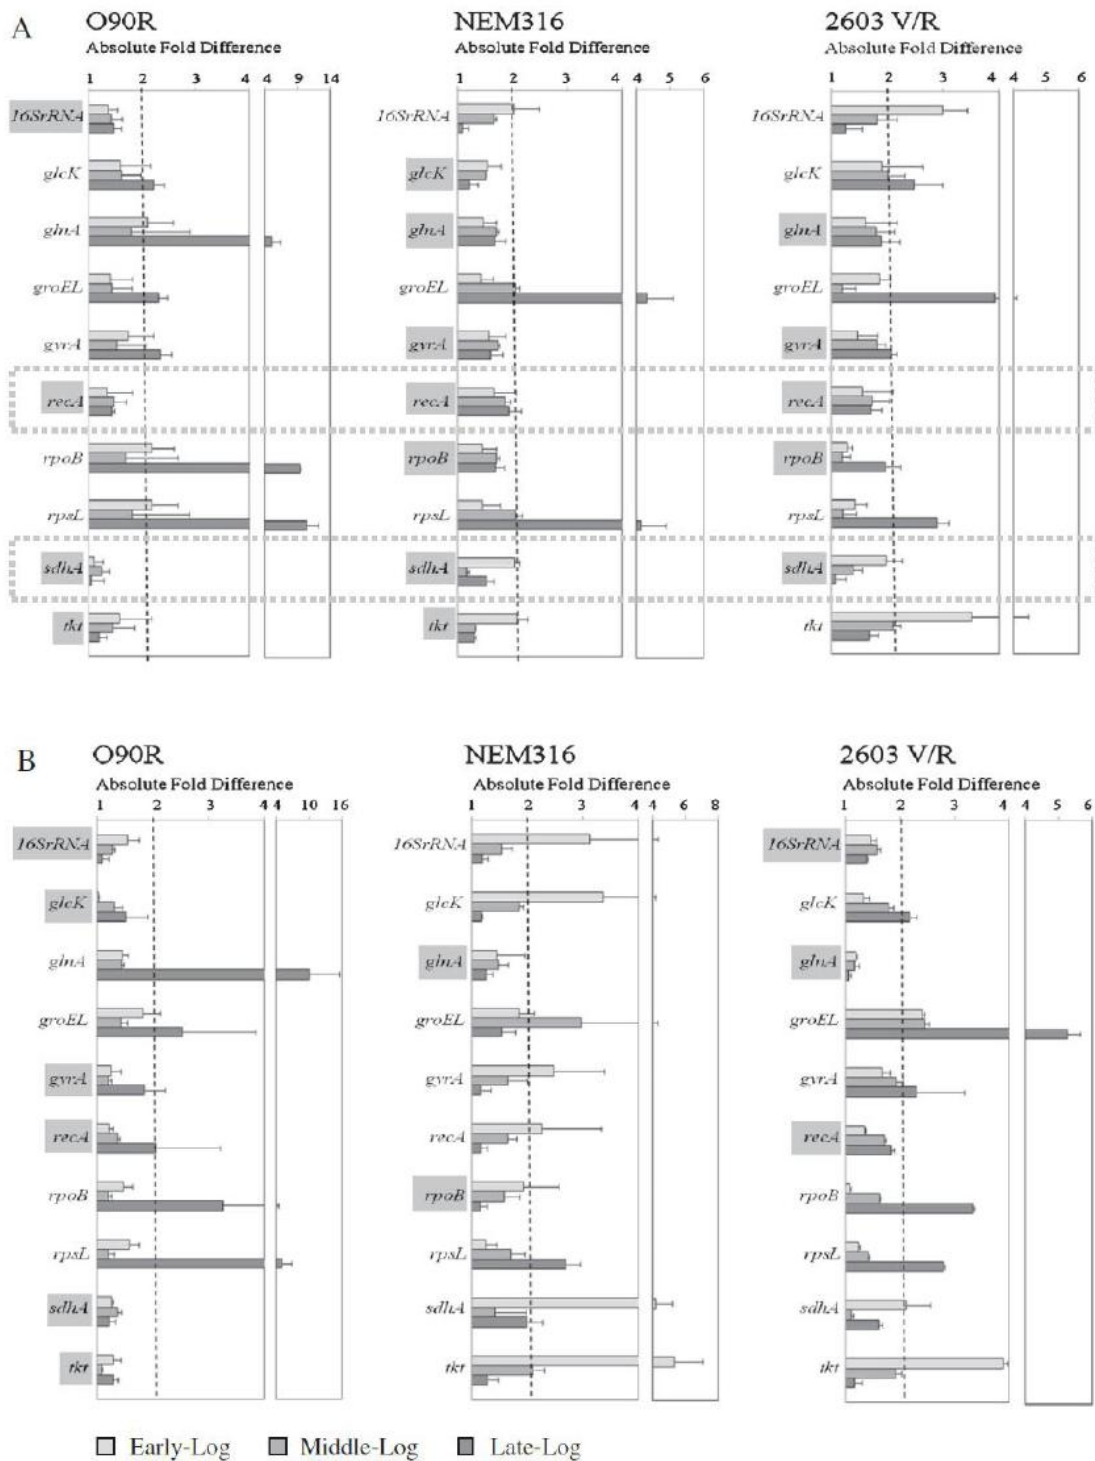 A
O90R
Absolute Fold Difference
1 2 3 4 4 9 14
16SrRNA
glcK
glnA
groEL
gyrA
recA
rpoB
rpsL
sdhA
tkt
NEM316
Absolute Fold Difference
1 2 3 4 4 5 6
16SrRNA
glcK
glnA
groEL
gyrA
recA
rpoB
rpsL
sdhA
tkt
2603 V/R
Absolute Fold Difference
1 2 3 4 4 5 6
16SrRNA
glcK
glnA
groEL
gyrA
recA
rpoB
rpsL
sdhA
tkt
B
O90R
Absolute Fold Difference
1 2 3 4 4 10 16
16SrRNA
glcK
glnA
groEL
gyrA
recA
rpoB
rpsL
sdhA
tkt
NEM316
Absolute Fold Difference
1 2 3 4 4 6 8
16SrRNA
glcK
glnA
groEL
gyrA
recA
rpoB
rpsL
sdhA
tkt
2603 V/R
Absolute Fold Difference
1 2 3 4 4 5 6
16SrRNA
glcK
glnA
groEL
gyrA
recA
rpoB
rpsL
sdhA
tkt
Early-Log Middle-Log Late-Log